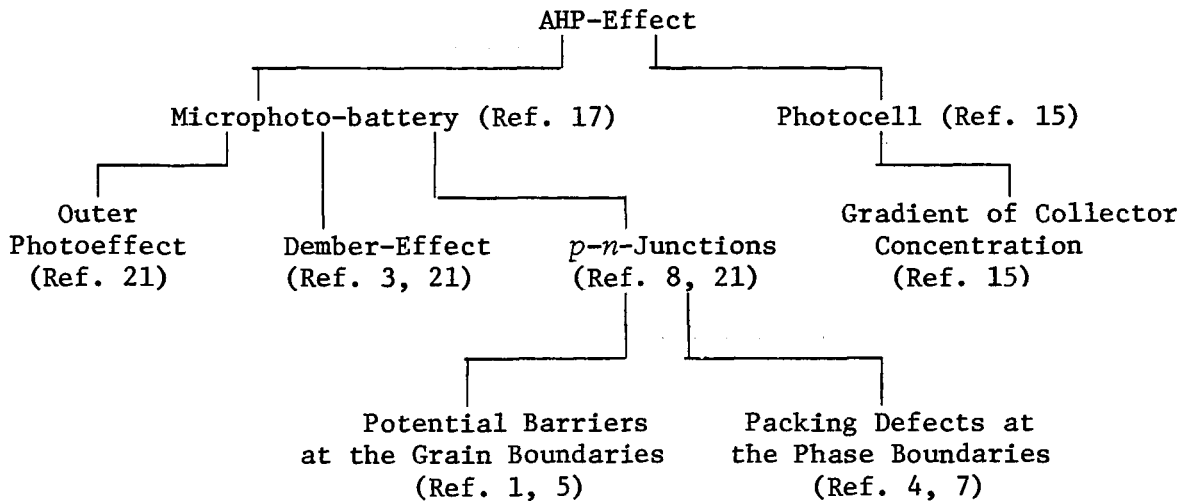 AHP-Effect
Microphoto-battery (Ref. 17)
Photocell (Ref. 15)
Outer
Photoeffect
(Ref. 21)
Dember-Effect
(Ref. 3, 21)
p-n-Junctions
(Ref. 8, 21)
Gradient of Collector
Concentration
(Ref. 15)
Potential Barriers
at the Grain Boundaries
(Ref. 1, 5)
Packing Defects at
the Phase Boundaries
(Ref. 4, 7)